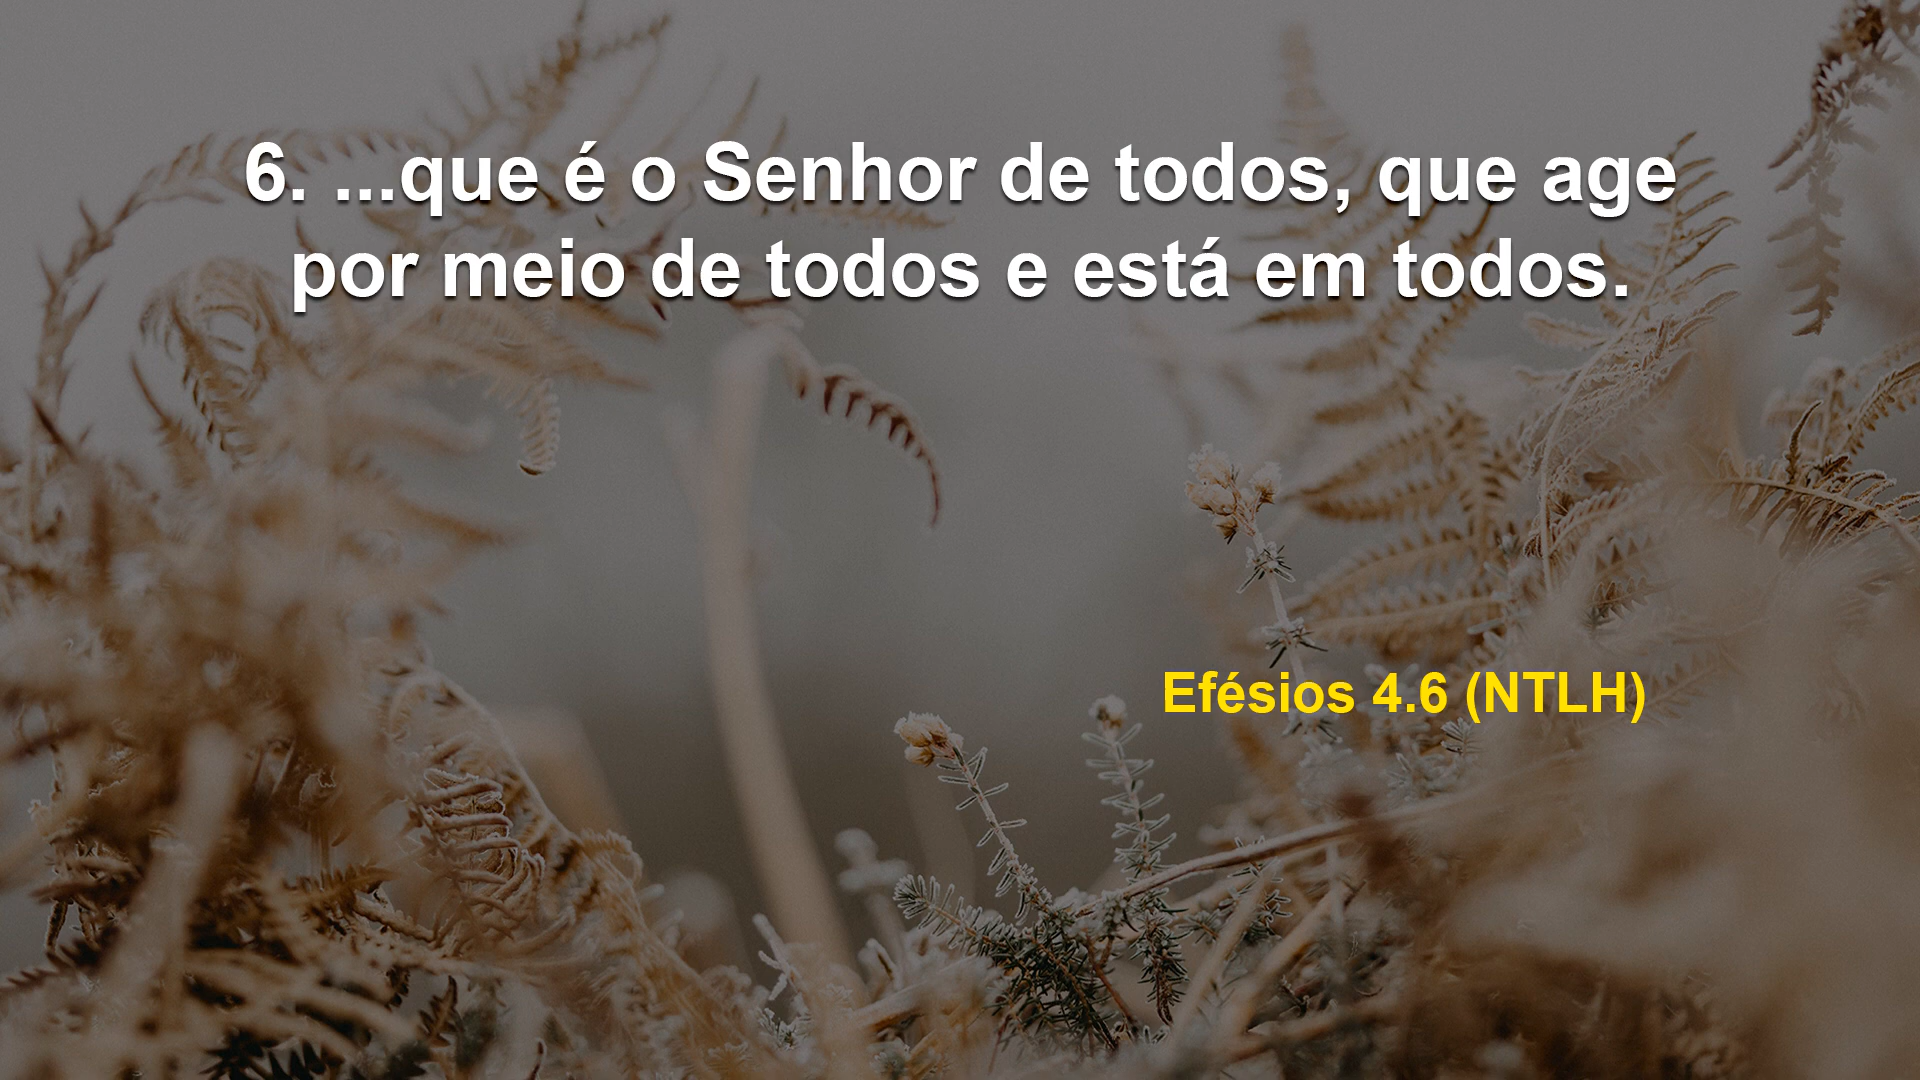 6. ...que é o Senhor de todos, que age
por meio de todos e está em todos.
Efésios 4.6 (NTLH)